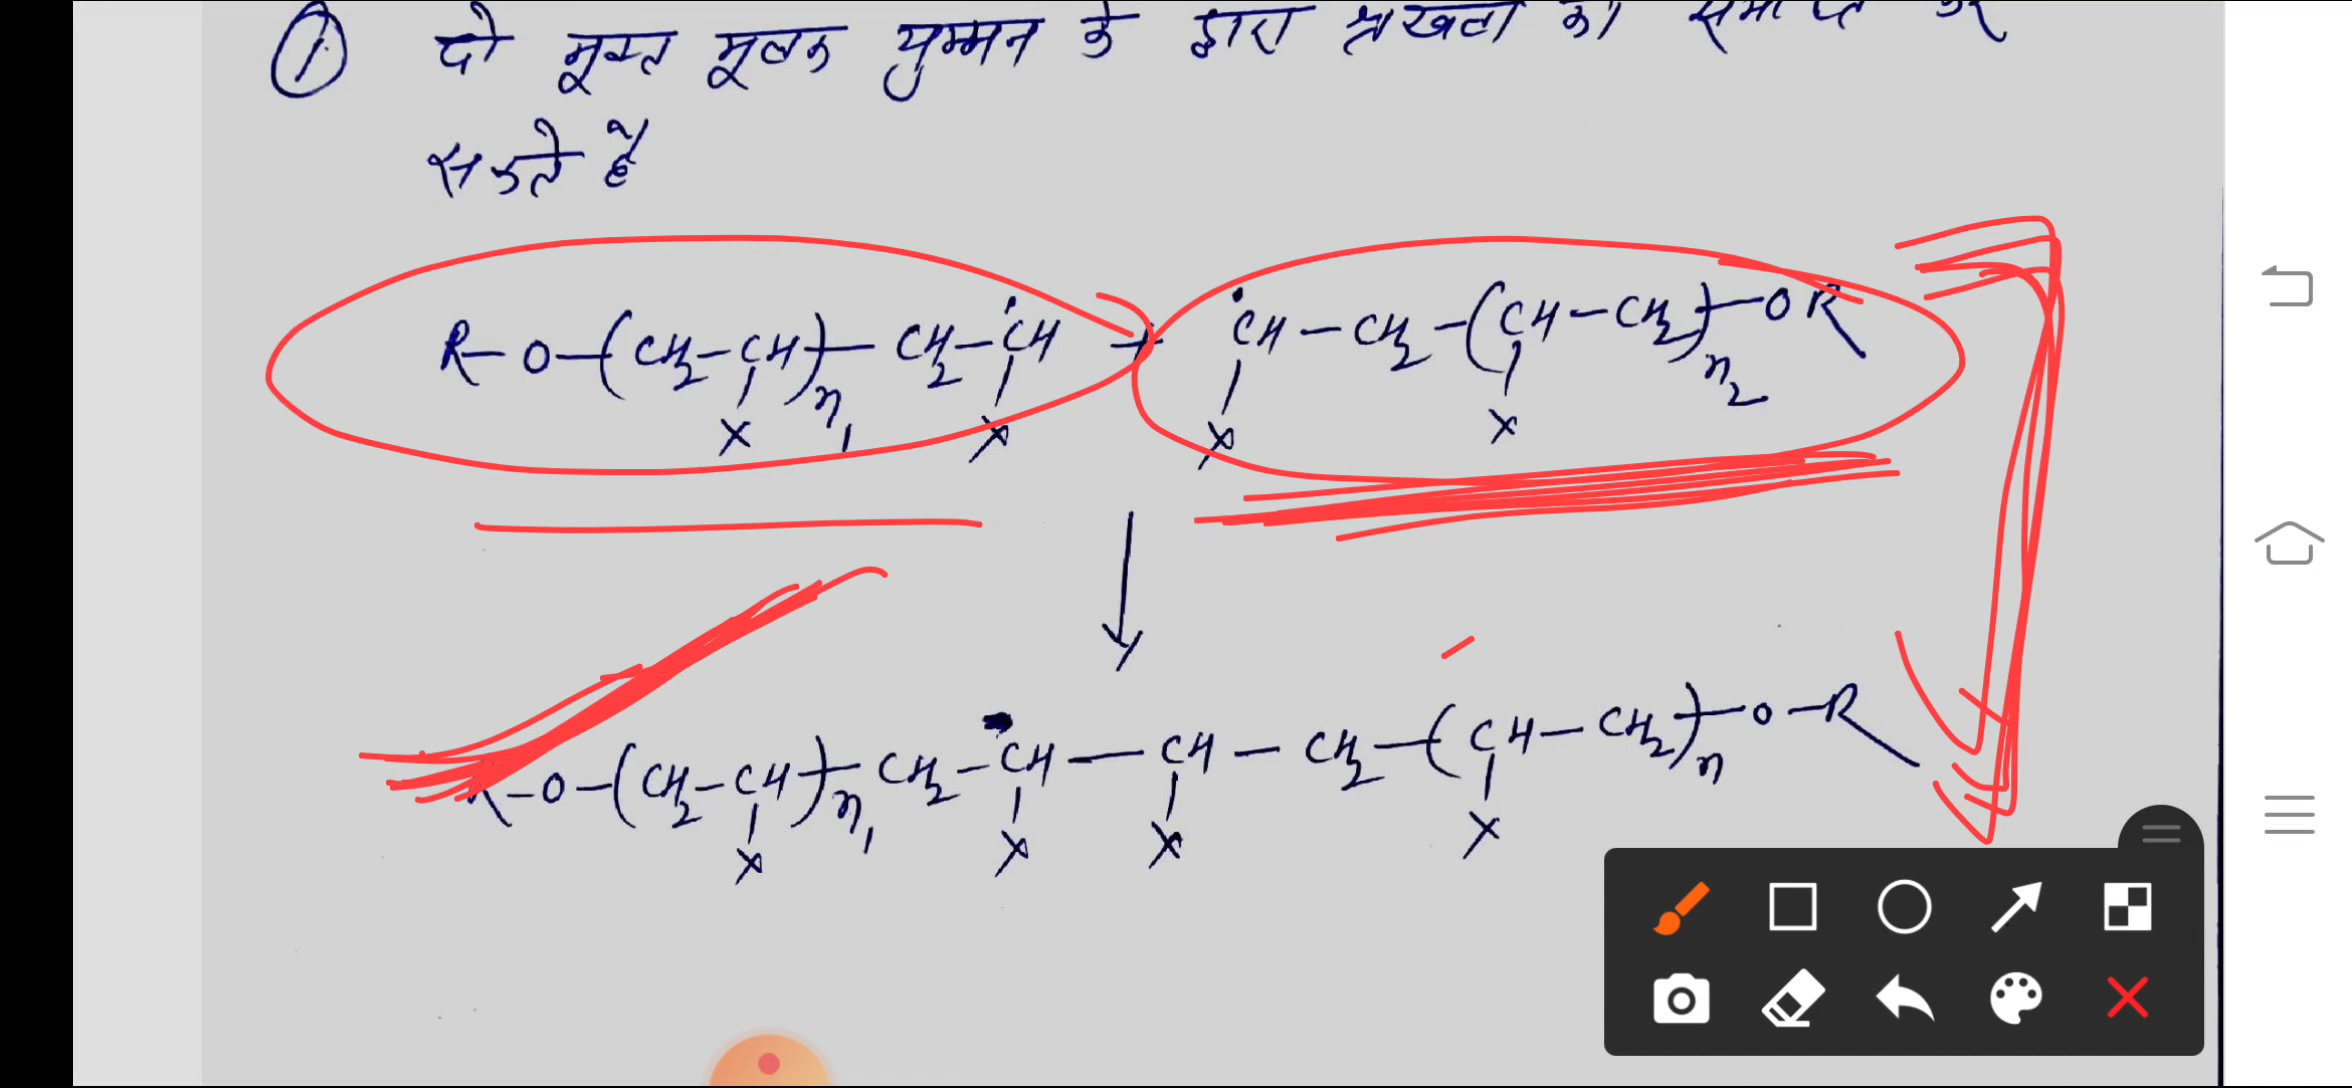 ① दो मूक्त मूलक युग्मन के द्वारा श्रृखला को समाप्त कर
सकते हैं
R-O-(CH₂-CH)n₁-CH₂-ĊH + ĊH-CH₂-(CH-CH₂)n₂-OR
X X X X
R-O-(CH₂-CH)n₁-CH₂-CH-CH-CH₂-(CH-CH₂)n-O-R
X X X X